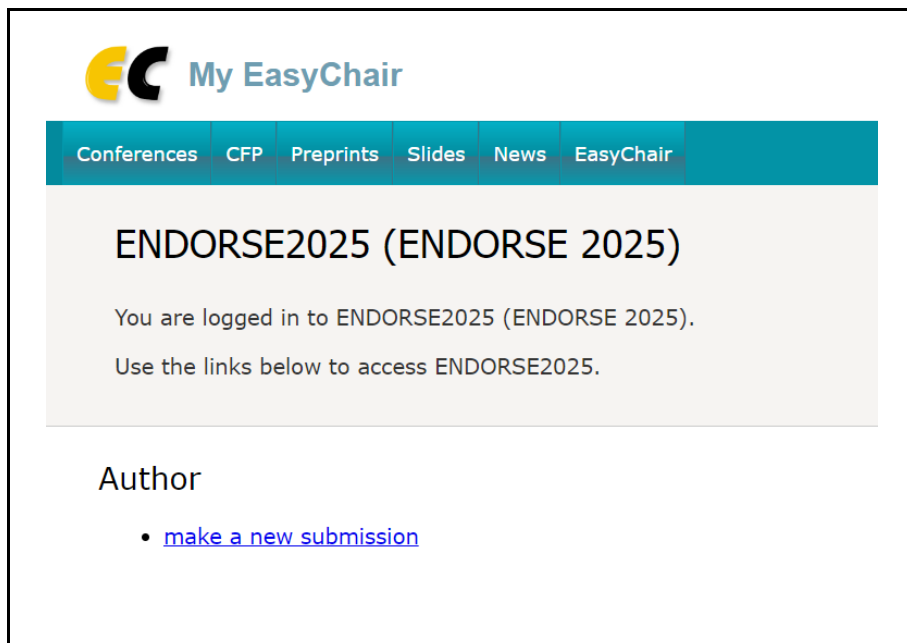 EC My EasyChair
Conferences CFP Preprints Slides News EasyChair
ENDORSE2025 (ENDORSE 2025)
You are logged in to ENDORSE2025 (ENDORSE 2025).
Use the links below to access ENDORSE2025.
Author
• make a new submission